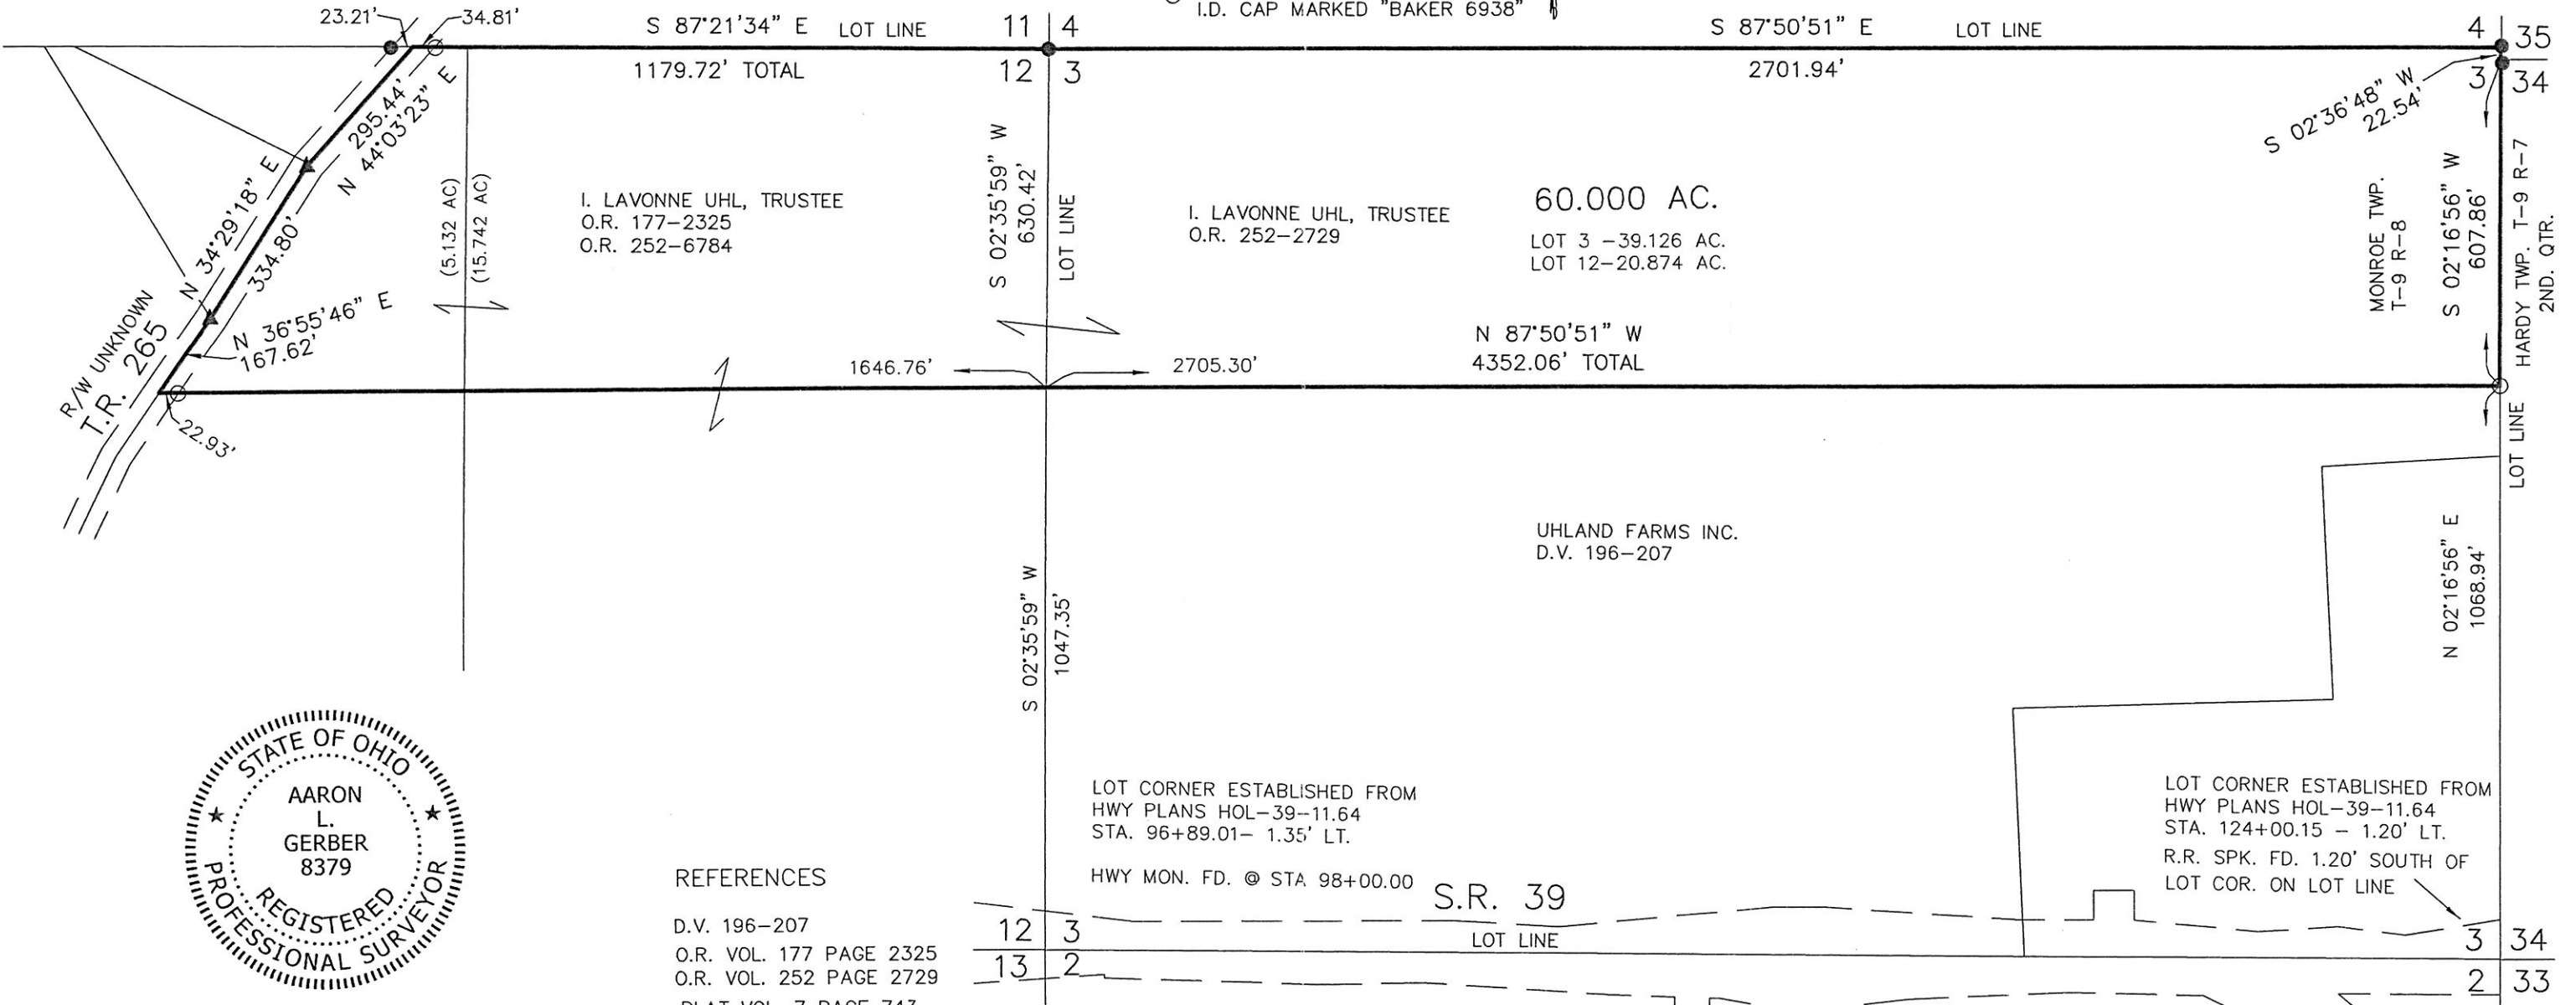 I.D. CAP MARKED "BAKER 6938"
23.21'
34.81'
S 87°21'34" E LOT LINE
1179.72' TOTAL
11 4
12 3
S 87°50'51" E LOT LINE
2701.94'
4 35
3 34
S 02°36'48" W
22.54'
295.44'
N 44°03'23" E
N 34°29'18" E
334.80'
N 36°55'46" E
167.62'
R/W UNKNOWN
T.R. 265
22.93'
(5.132 AC)
(15.742 AC)
I. LAVONNE UHL, TRUSTEE
O.R. 177-2325
O.R. 252-6784
S 02°35'59" W
630.42'
LOT LINE
I. LAVONNE UHL, TRUSTEE
O.R. 252-2729
60.000 AC.
LOT 3 -39.126 AC.
LOT 12-20.874 AC.
N 87°50'51" W
4352.06' TOTAL
1646.76'
2705.30'
MONROE TWP.
T-9 R-8
S 02°16'56" W
607.86'
HARDY TWP. T-9 R-7
2ND. QTR.
LOT LINE
UHLAND FARMS INC.
D.V. 196-207
N 02°16'56" E
1068.94'
S 02°35'59" W
1047.35'
STATE OF OHIO
AARON
L.
GERBER
8379
REGISTERED
PROFESSIONAL SURVEYOR
LOT CORNER ESTABLISHED FROM
HWY PLANS HOL-39-11.64
STA. 96+89.01- 1.35' LT.
HWY MON. FD. @ STA 98+00.00
LOT CORNER ESTABLISHED FROM
HWY PLANS HOL-39-11.64
STA. 124+00.15 - 1.20' LT.
R.R. SPK. FD. 1.20' SOUTH OF
LOT COR. ON LOT LINE
REFERENCES
D.V. 196-207
O.R. VOL. 177 PAGE 2325
O.R. VOL. 252 PAGE 2729
PLAT VOL. 7 PAGE 743
S.R. 39
12 3
13 2
LOT LINE
3 34
2 33